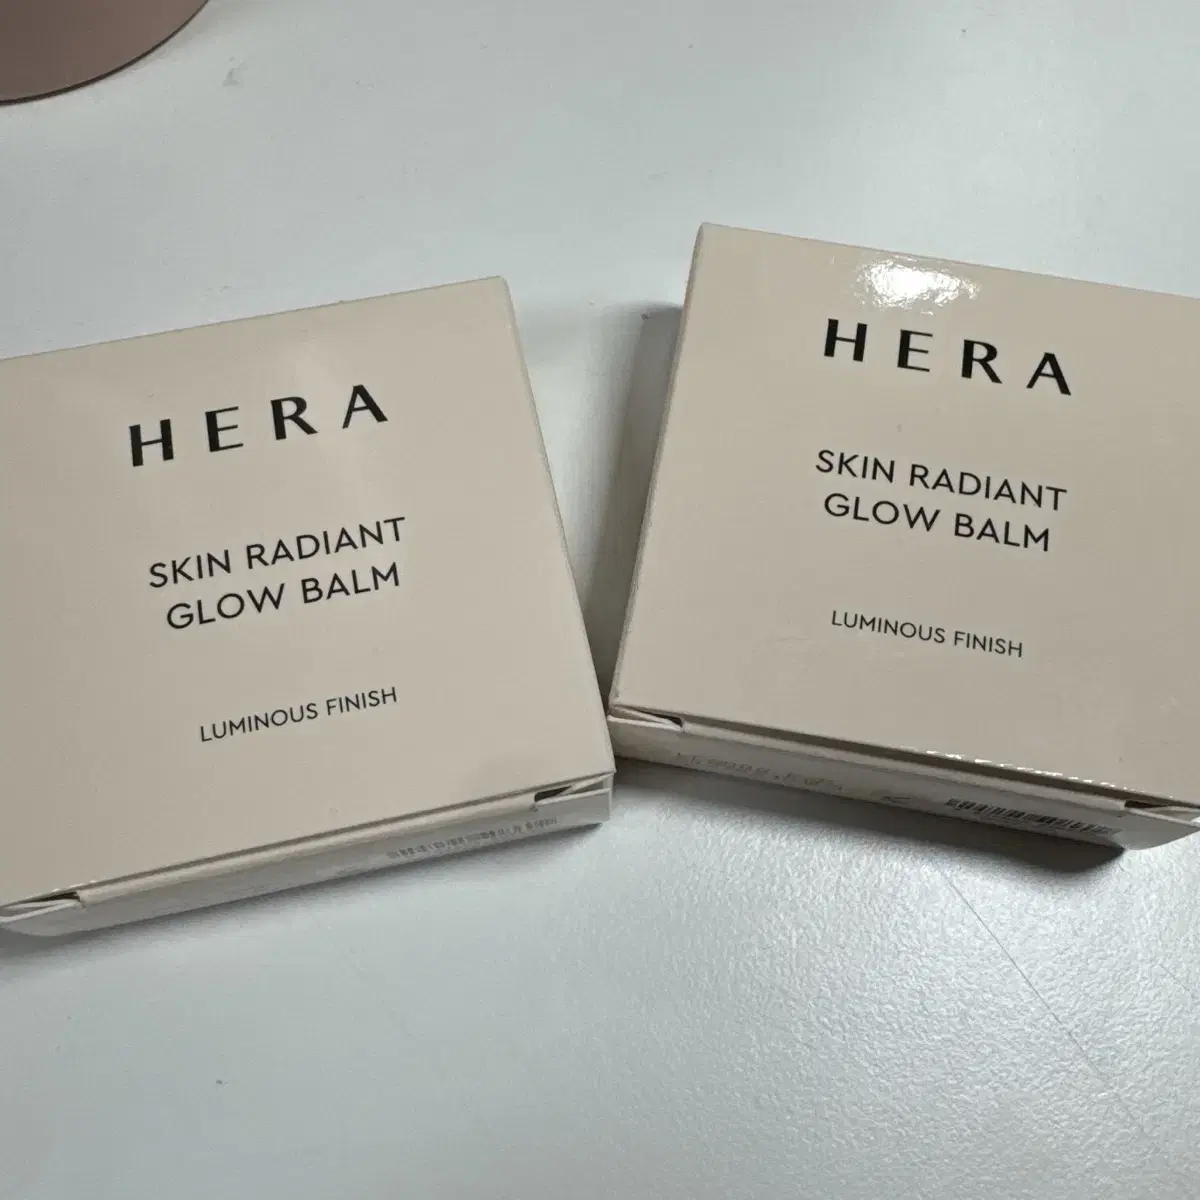 HERA
SKIN RADIANT
GLOW BALM
LUMINOUS FINISH
HERA
SKIN RADIANT
GLOW BALM
LUMINOUS FINISH